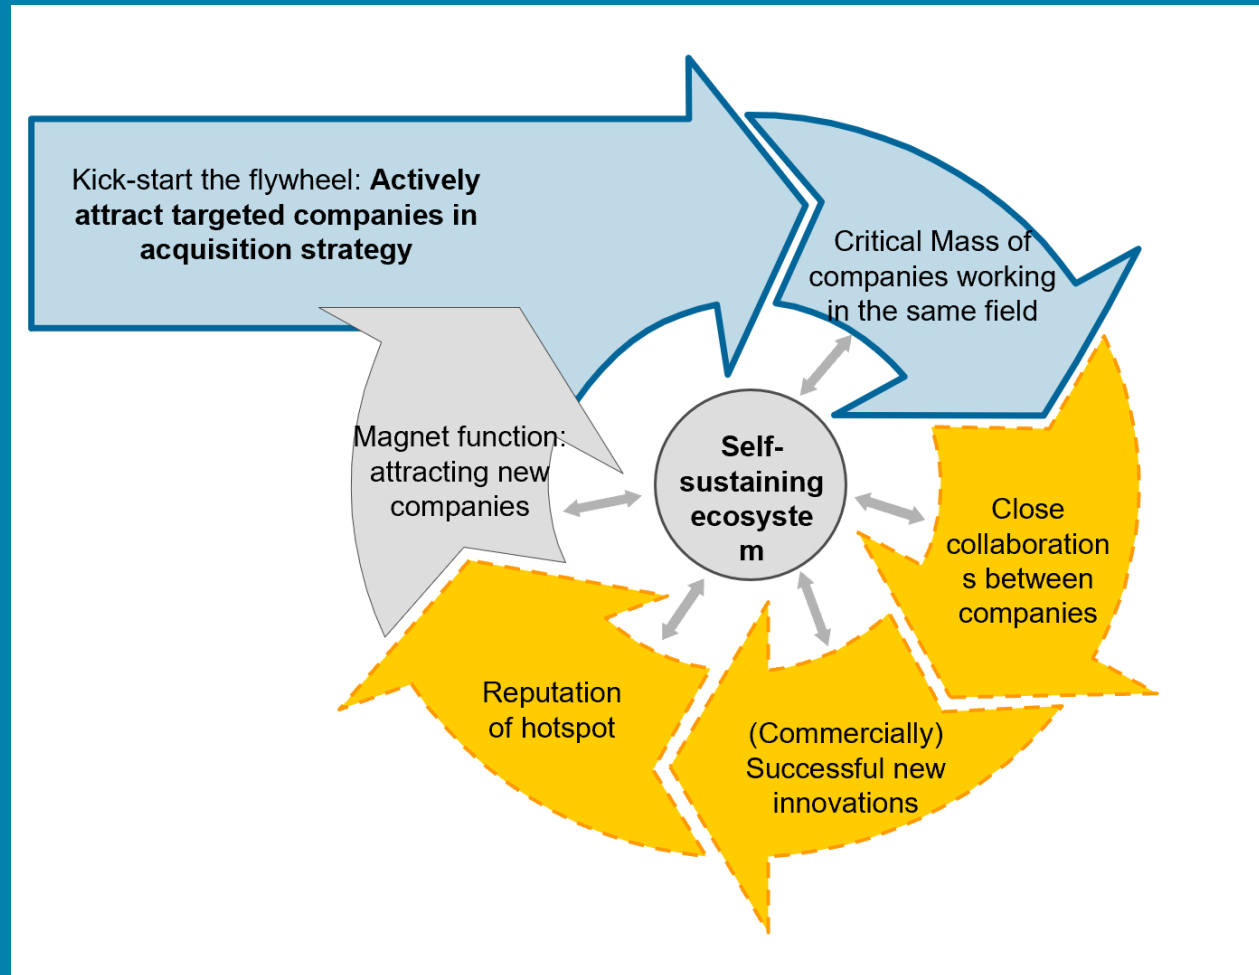 Kick-start the flywheel: Actively
attract targeted companies in
acquisition strategy
Critical Mass of
companies working
in the same field
Close
collaboration
s between
companies
(Commercially)
Successful new
innovations
Reputation
of hotspot
Magnet function:
attracting new
companies
Self-
sustaining
ecosyste
m